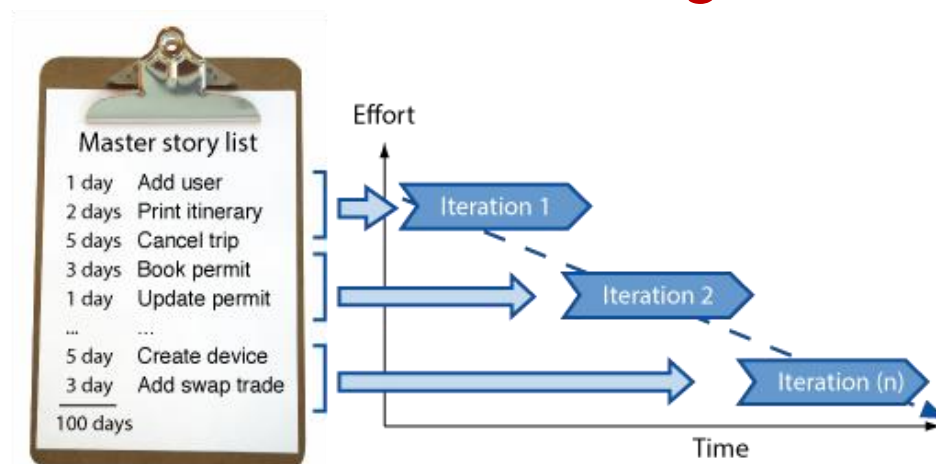 Master story list
1 day Add user
2 days Print itinerary
5 days Cancel trip
3 days Book permit
1 day Update permit
... ...
5 day Create device
3 day Add swap trade
100 days
Effort
Iteration 1
Iteration 2
Iteration (n)
Time